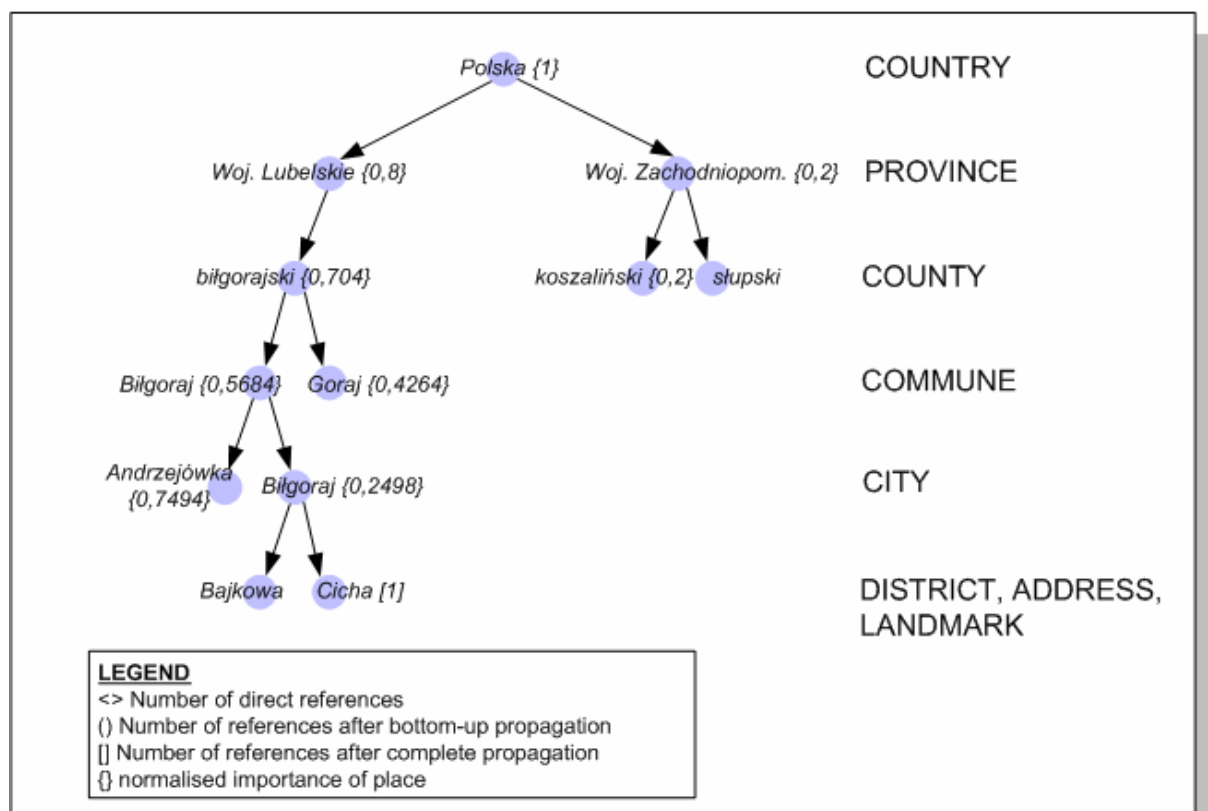 Polska {1}
COUNTRY
Woj. Lubelskie {0,8}
Woj. Zachodniopom. {0,2}
PROVINCE
biłgorajski {0,704}
koszaliński {0,2}
słupski
COUNTY
Biłgoraj {0,5684}
Goraj {0,4264}
COMMUNE
Andrzejówka
{0,7494}
Biłgoraj {0,2498}
CITY
Bajkowa
Cicha [1]
DISTRICT, ADDRESS,
LANDMARK
LEGEND
<> Number of direct references
() Number of references after bottom-up propagation
[] Number of references after complete propagation
{} normalised importance of place